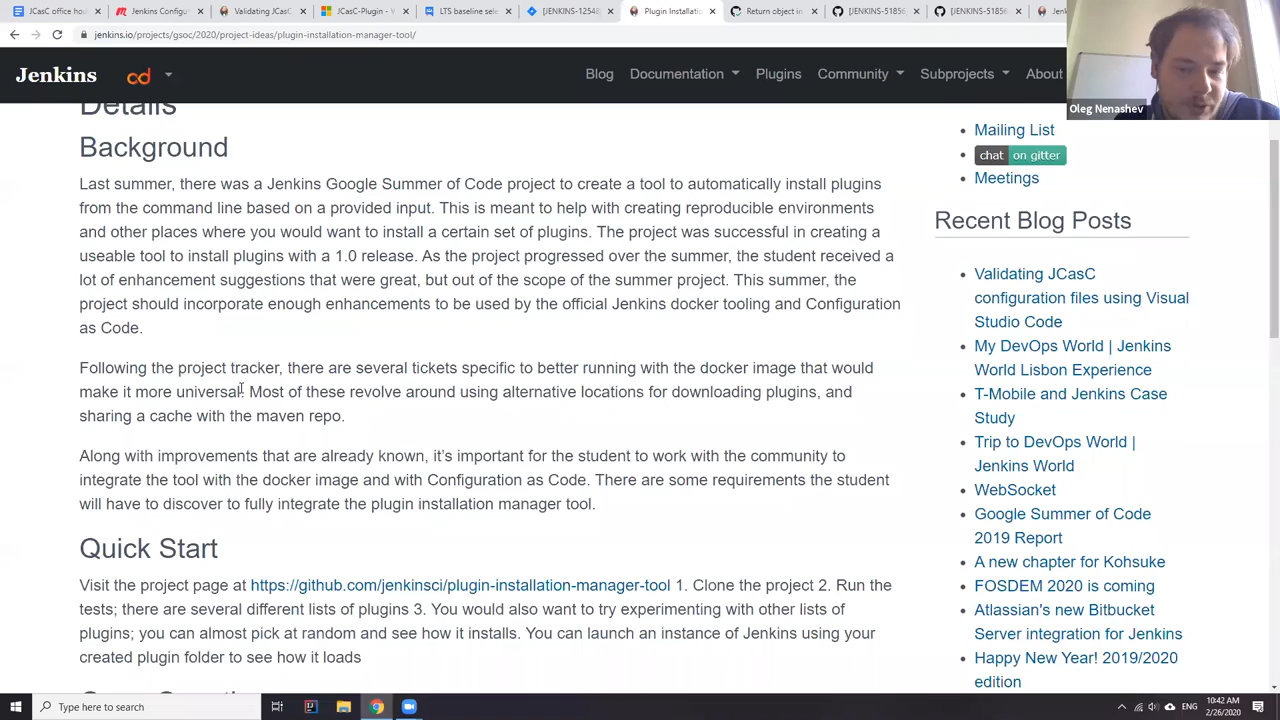 JCasC office hou
Jenkins Configu
Validating JCasC
JCasC-Plugin - V
LTS baseline sele
[JENKINS-12548
Plugin Installatio
Return object in
[JENKINS-51856
[JENKINS-51856
Jenk
jenkins.io/projects/gsoc/2020/project-ideas/plugin-installation-manager-tool/
Jenkins
cd
Blog
Documentation
Plugins
Community
Subprojects
About
Oleg Nenashev
Details
Background
Last summer, there was a Jenkins Google Summer of Code project to create a tool to automatically install plugins
from the command line based on a provided input. This is meant to help with creating reproducible environments
and other places where you would want to install a certain set of plugins. The project was successful in creating a
useable tool to install plugins with a 1.0 release. As the project progressed over the summer, the student received a
lot of enhancement suggestions that were great, but out of the scope of the summer project. This summer, the
project should incorporate enough enhancements to be used by the official Jenkins docker tooling and Configuration
as Code.
Following the project tracker, there are several tickets specific to better running with the docker image that would
make it more universal. Most of these revolve around using alternative locations for downloading plugins, and
sharing a cache with the maven repo.
Along with improvements that are already known, it's important for the student to work with the community to
integrate the tool with the docker image and with Configuration as Code. There are some requirements the student
will have to discover to fully integrate the plugin installation manager tool.
Quick Start
Visit the project page at https://github.com/jenkinsci/plugin-installation-manager-tool 1. Clone the project 2. Run the
tests; there are several different lists of plugins 3. You would also want to try experimenting with other lists of
plugins; you can almost pick at random and see how it installs. You can launch an instance of Jenkins using your
created plugin folder to see how it loads
Mailing List
chat on gitter
Meetings
Recent Blog Posts
Validating JCasC
configuration files using Visual
Studio Code
My DevOps World | Jenkins
World Lisbon Experience
T-Mobile and Jenkins Case
Study
Trip to DevOps World |
Jenkins World
WebSocket
Google Summer of Code
2019 Report
A new chapter for Kohsuke
FOSDEM 2020 is coming
Atlassian's new Bitbucket
Server integration for Jenkins
Happy New Year! 2019/2020
edition
Type here to search
ENG
10:42 AM
2/26/2020